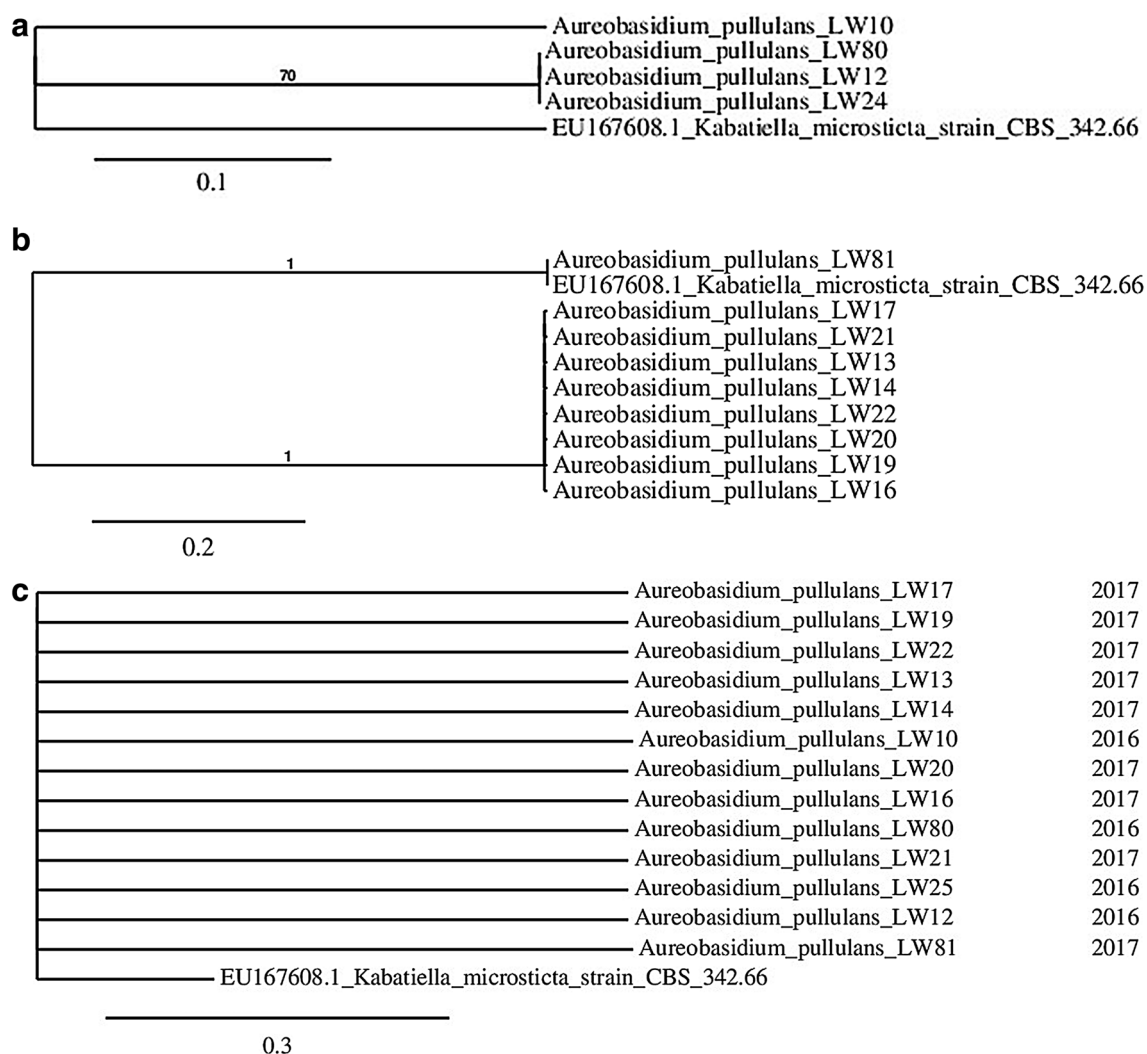 a
Aureobasidium_pullulans_LW10
Aureobasidium_pullulans_LW80
70
Aureobasidium_pullulans_LW12
Aureobasidium_pullulans_LW24
EU167608.1_Kabatiella_microsticta_strain_CBS_342.66
0.1
b
1
Aureobasidium_pullulans_LW81
EU167608.1_Kabatiella_microsticta_strain_CBS_342.66
Aureobasidium_pullulans_LW17
Aureobasidium_pullulans_LW21
Aureobasidium_pullulans_LW13
Aureobasidium_pullulans_LW14
Aureobasidium_pullulans_LW22
Aureobasidium_pullulans_LW20
1
Aureobasidium_pullulans_LW19
Aureobasidium_pullulans_LW16
0.2
c
Aureobasidium_pullulans_LW17 2017
Aureobasidium_pullulans_LW19 2017
Aureobasidium_pullulans_LW22 2017
Aureobasidium_pullulans_LW13 2017
Aureobasidium_pullulans_LW14 2017
Aureobasidium_pullulans_LW10 2016
Aureobasidium_pullulans_LW20 2017
Aureobasidium_pullulans_LW16 2017
Aureobasidium_pullulans_LW80 2016
Aureobasidium_pullulans_LW21 2017
Aureobasidium_pullulans_LW25 2016
Aureobasidium_pullulans_LW12 2016
Aureobasidium_pullulans_LW81 2017
EU167608.1_Kabatiella_microsticta_strain_CBS_342.66
0.3